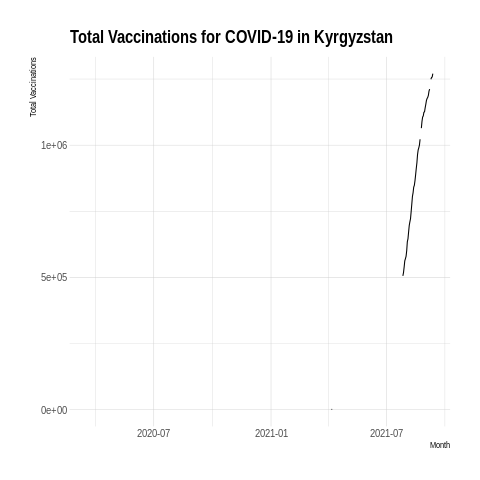 Total Vaccinations for COVID-19 in Kyrgyzstan
Total Vaccinations
1e+06
5e+05
0e+00
2020-07 2021-01 2021-07
Month